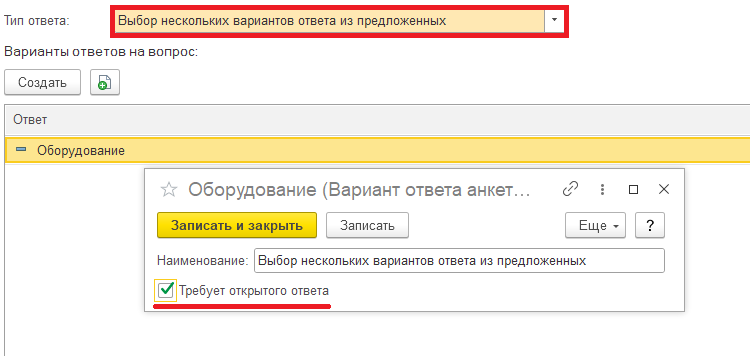 Тип ответа: Выбор нескольких вариантов ответа из предложенных
Варианты ответов на вопрос:
Создать
Ответ
Оборудование
Оборудование (Вариант ответа анкет...
Записать и закрыть Записать Еще ?
Наименование: Выбор нескольких вариантов ответа из предложенных
Требует открытого ответа